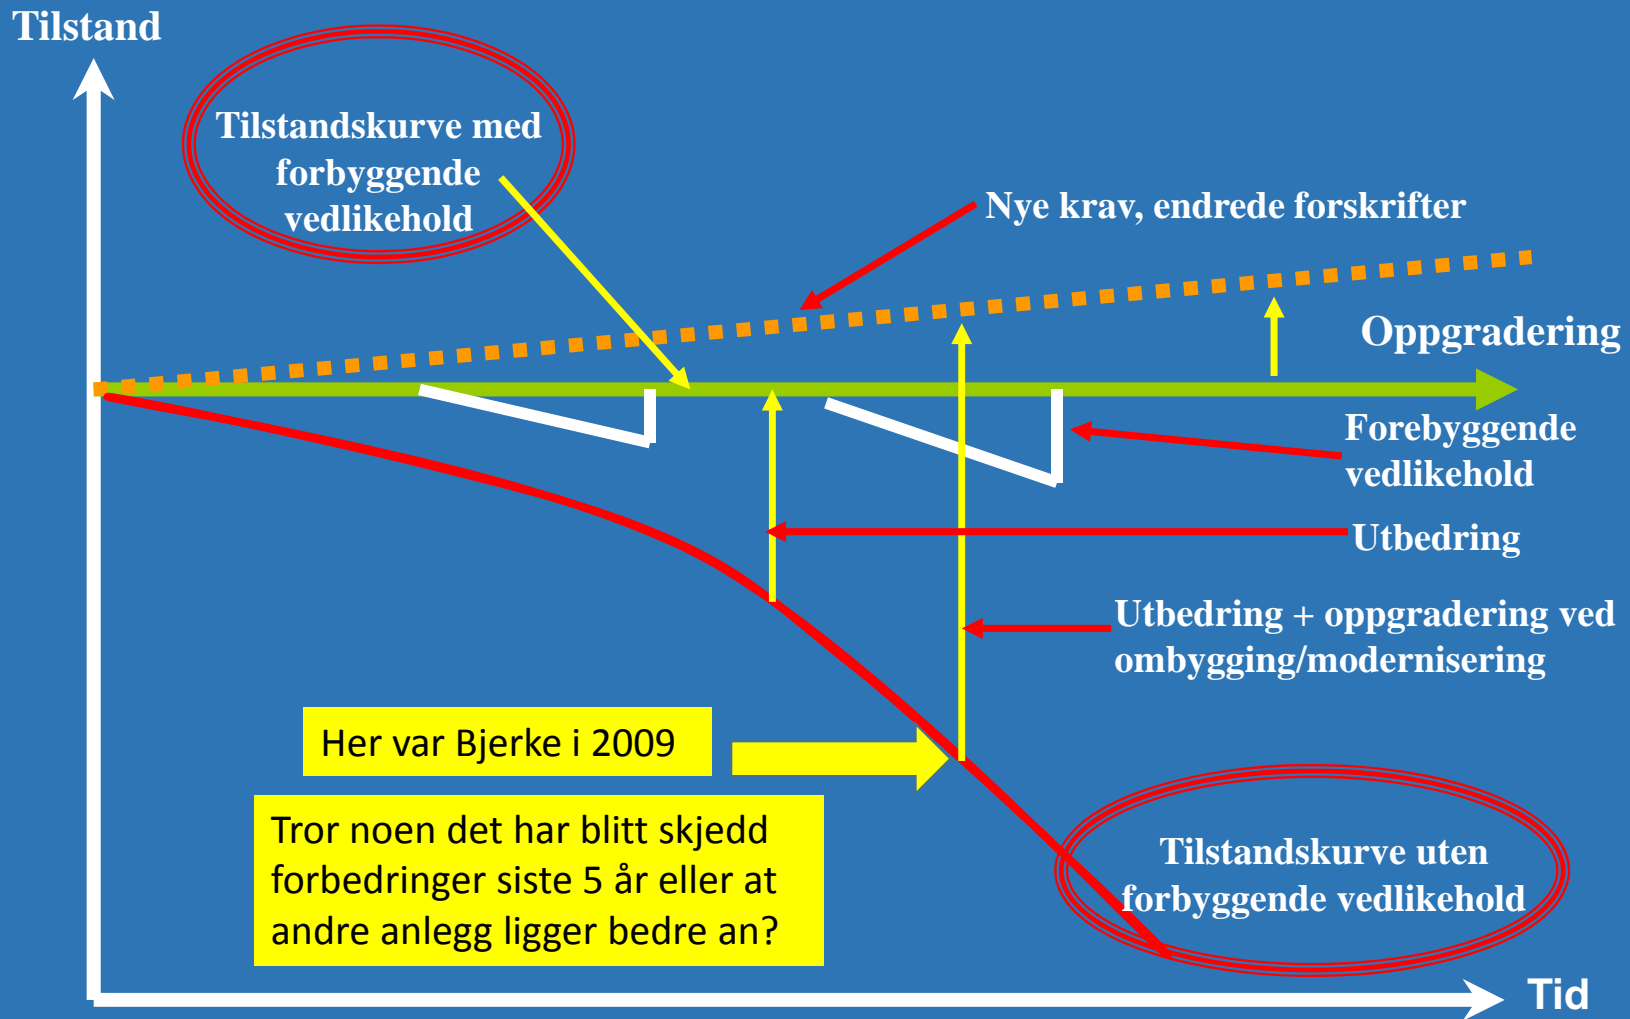 Tilstand
Tilstandskurve med
forbyggende
vedlikehold
Nye krav, endrede forskrifter
Oppgradering
Forebyggende
vedlikehold
Utbedring
Utbedring + oppgradering ved
ombygging/modernisering
Her var Bjerke i 2009
Tror noen det har blitt skjedd
forbedringer siste 5 år eller at
andre anlegg ligger bedre an?
Tilstandskurve uten
forbyggende vedlikehold
Tid